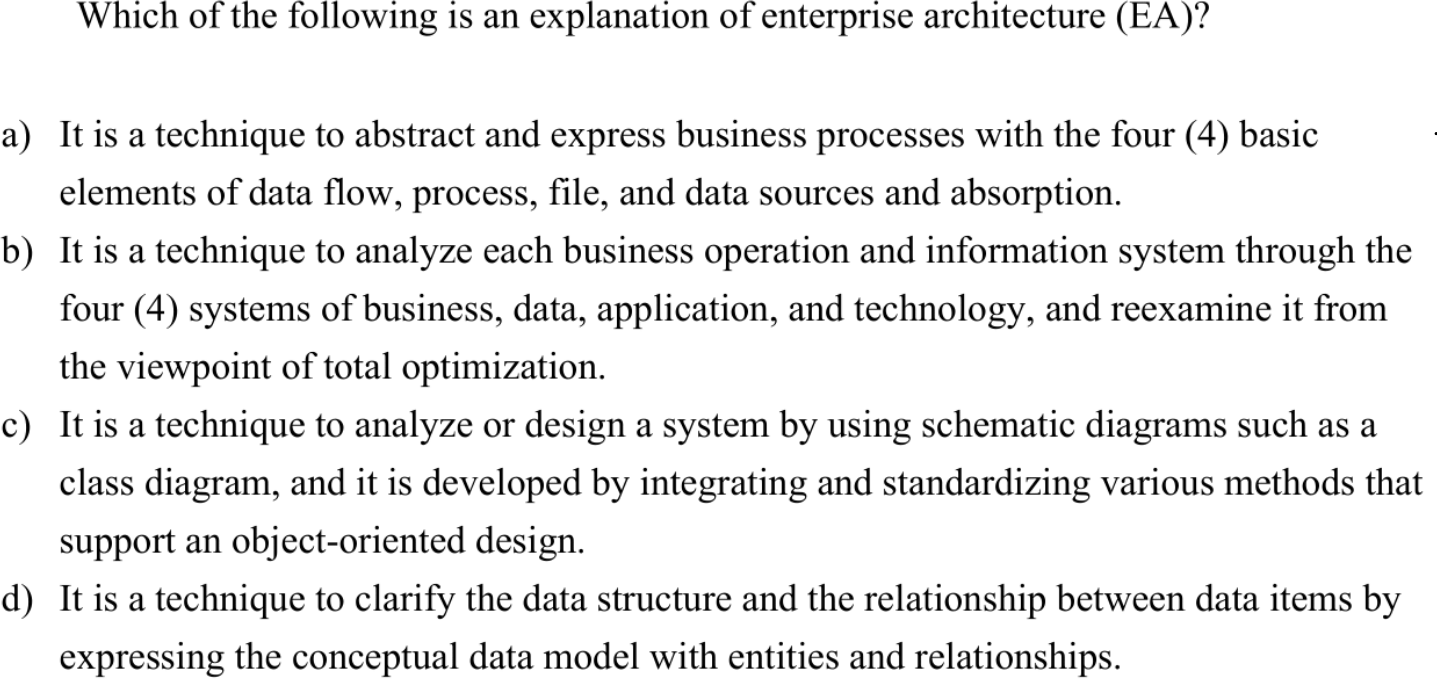 Which of the following is an explanation of enterprise architecture (EA)?
a) It is a technique to abstract and express business processes with the four (4) basic
elements of data flow, process, file, and data sources and absorption.
b) It is a technique to analyze each business operation and information system through the
four (4) systems of business, data, application, and technology, and reexamine it from
the viewpoint of total optimization.
c) It is a technique to analyze or design a system by using schematic diagrams such as a
class diagram, and it is developed by integrating and standardizing various methods that
support an object-oriented design.
d) It is a technique to clarify the data structure and the relationship between data items by
expressing the conceptual data model with entities and relationships.